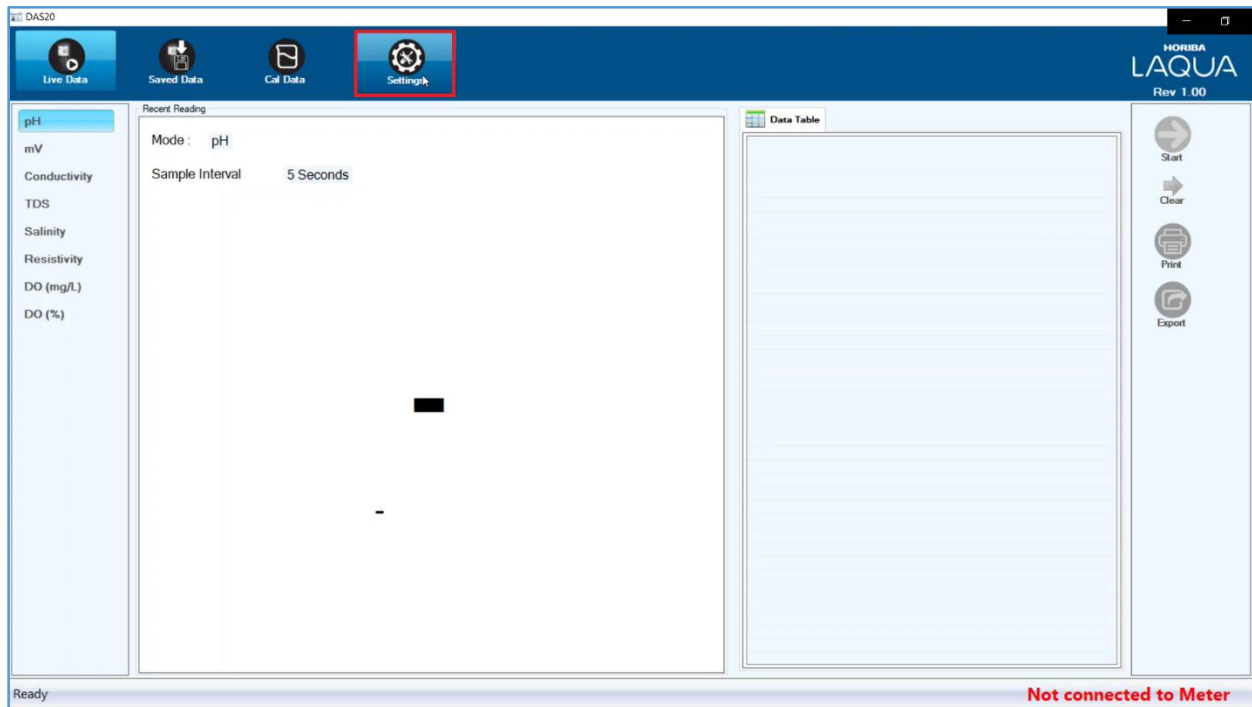 DAS20
Live Data
Saved Data
Cal Data
Settings
HORIBA
LAQUA
Rev 1.00
pH
mV
Conductivity
TDS
Salinity
Resistivity
DO (mg/L)
DO (%)
Recent Reading
Mode : pH
Sample Interval 5 Seconds
Data Table
Start
Clear
Print
Export
Ready
Not connected to Meter